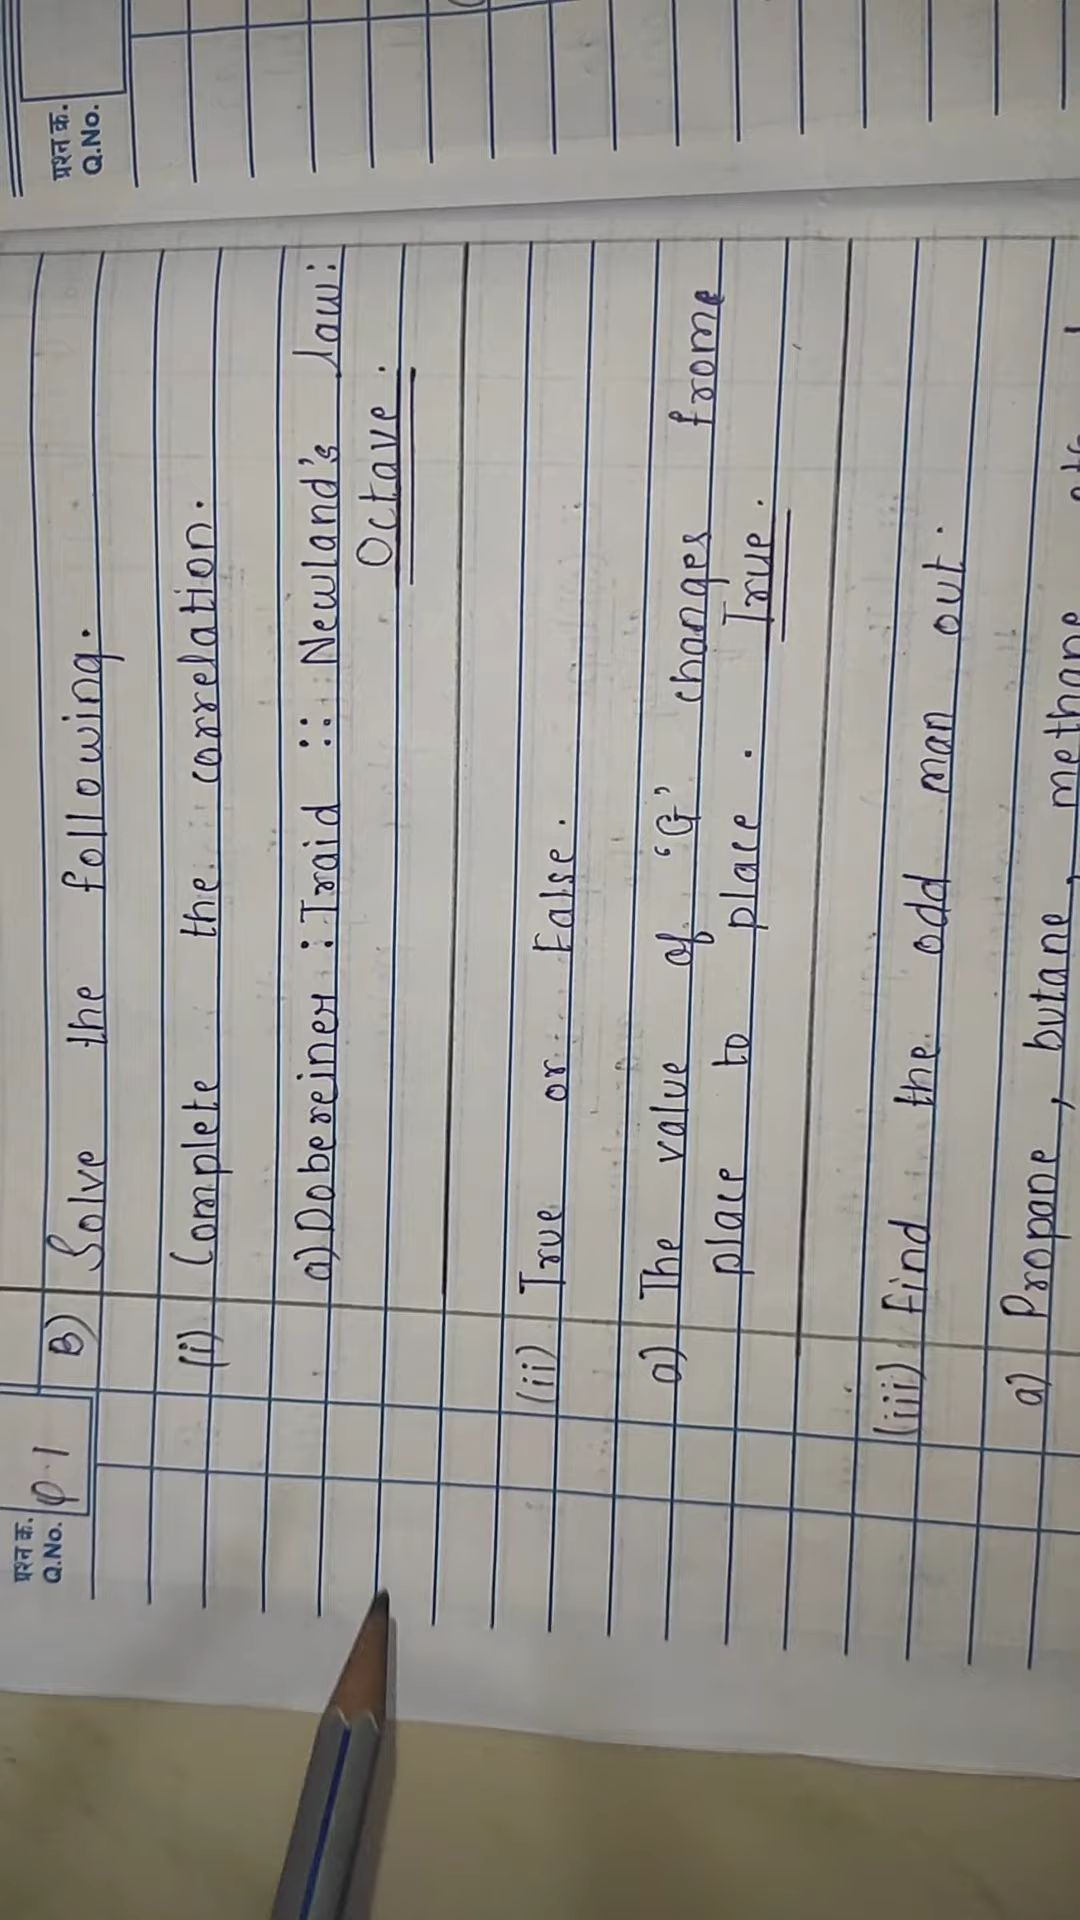 प्रश्न क्र.
Q.No.
प्रश्न क्र.
Q.No. Q.1
B) Solve the following.
(i) Complete the correlation.
a) Dobereiner : Traid :: Newland's law :
Octave.
(ii) True or False.
a) The value of 'G' changes frome
place to place. True.
(iii) find the odd man out.
a) Propane, butane, methane